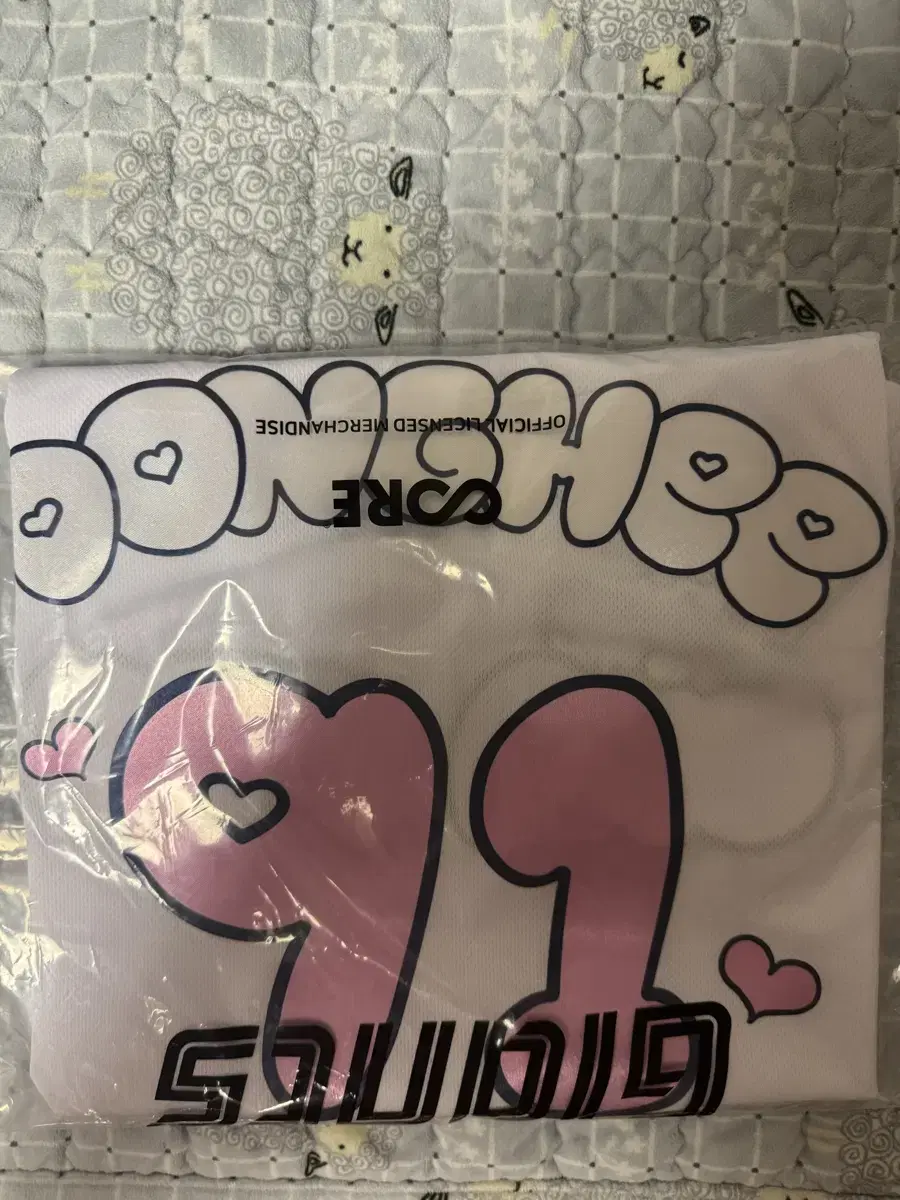 DONGHee
OFFICIAL LICENSED MERCHANDISE
CORE
91
GIANTS